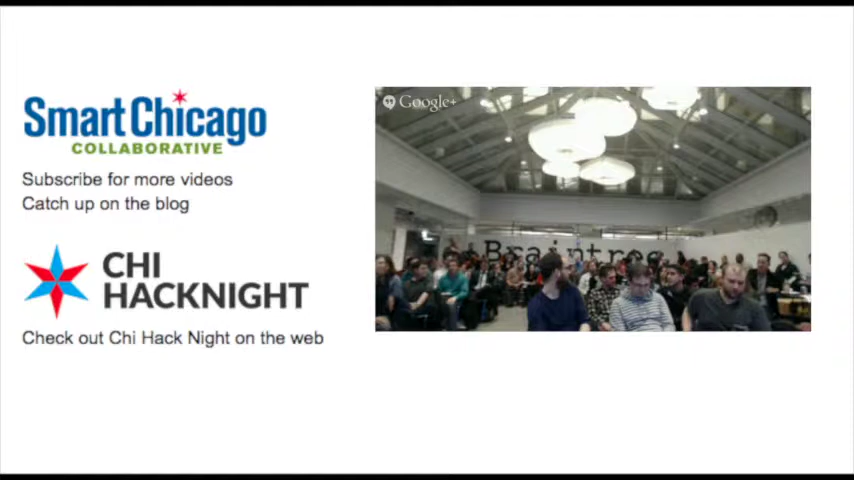 Smart Chicago
COLLABORATIVE
Subscribe for more videos
Catch up on the blog
CHI
HACKNIGHT
Check out Chi Hack Night on the web
Google+
Braintree